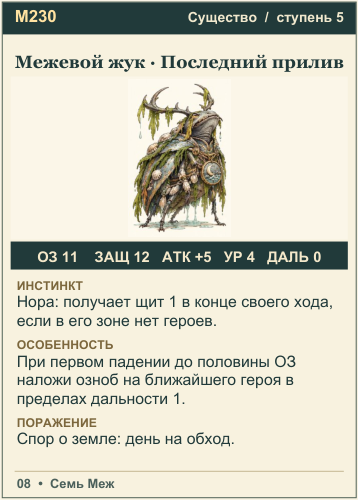 M230
Существо / ступень 5
Межевой жук · Последний прилив
ОЗ 11 ЗАЩ 12 АТК +5 УР 4 ДАЛЬ 0
ИНСТИНКТ
Нора: получает щит 1 в конце своего хода,
если в его зоне нет героев.
ОСОБЕННОСТЬ
При первом падении до половины ОЗ
наложи озноб на ближайшего героя в
пределах дальности 1.
ПОРАЖЕНИЕ
Спор о земле: день на обход.
08 • Семь Меж